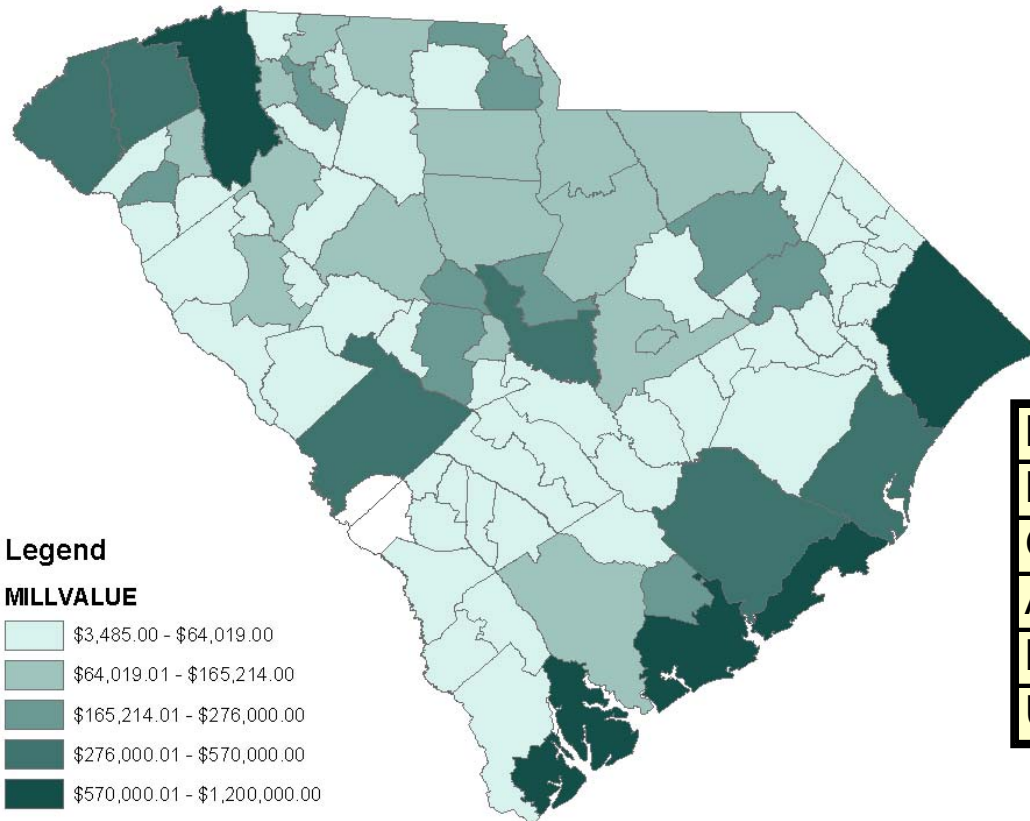 Legend
MILLVALUE
$3,485.00 - $64,019.00
$64,019.01 - $165,214.00
$165,214.01 - $276,000.00
$276,000.01 - $570,000.00
$570,000.01 - $1,200,000.00